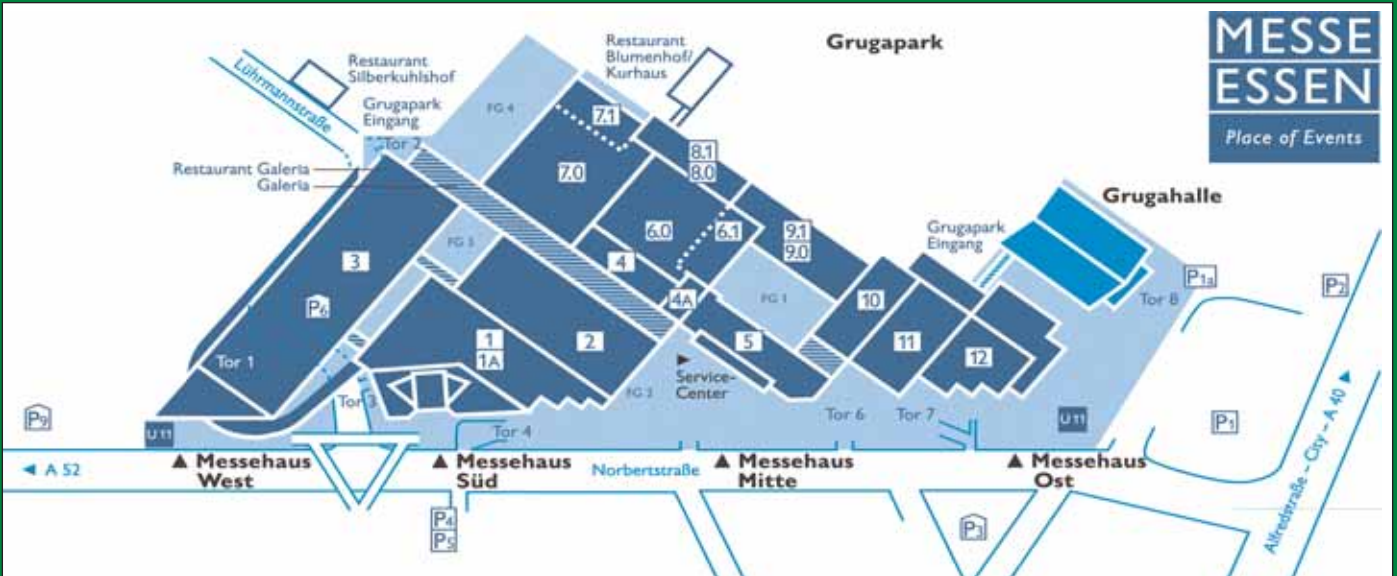 MESSE
ESSEN
Place of Events
Grugapark
Restaurant
Blumenhof/
Kurhaus
Restaurant
Silberkuhlshof
Lührmannstraße
Grugapark
Eingang
Tor 2
Restaurant Galeria
Galeria
FG 4
7.1
7.0
8.1
8.0
6.0
6.1
9.1
9.0
Grugahalle
Grugapark
Eingang
3
FG 3
4
4A
FG 1
10
P1a
P2
Tor 8
P6
1
1A
2
5
11
12
Tor 1
Service-
Center
FG 2
Tor 3
Tor 4
Tor 6
Tor 7
P9
U11
U11
P1
A 52
Messehaus
West
Messehaus
Süd
Norbertstraße
Messehaus
Mitte
Messehaus
Ost
Alfredstraße – City – A 40
P4
P5
P3